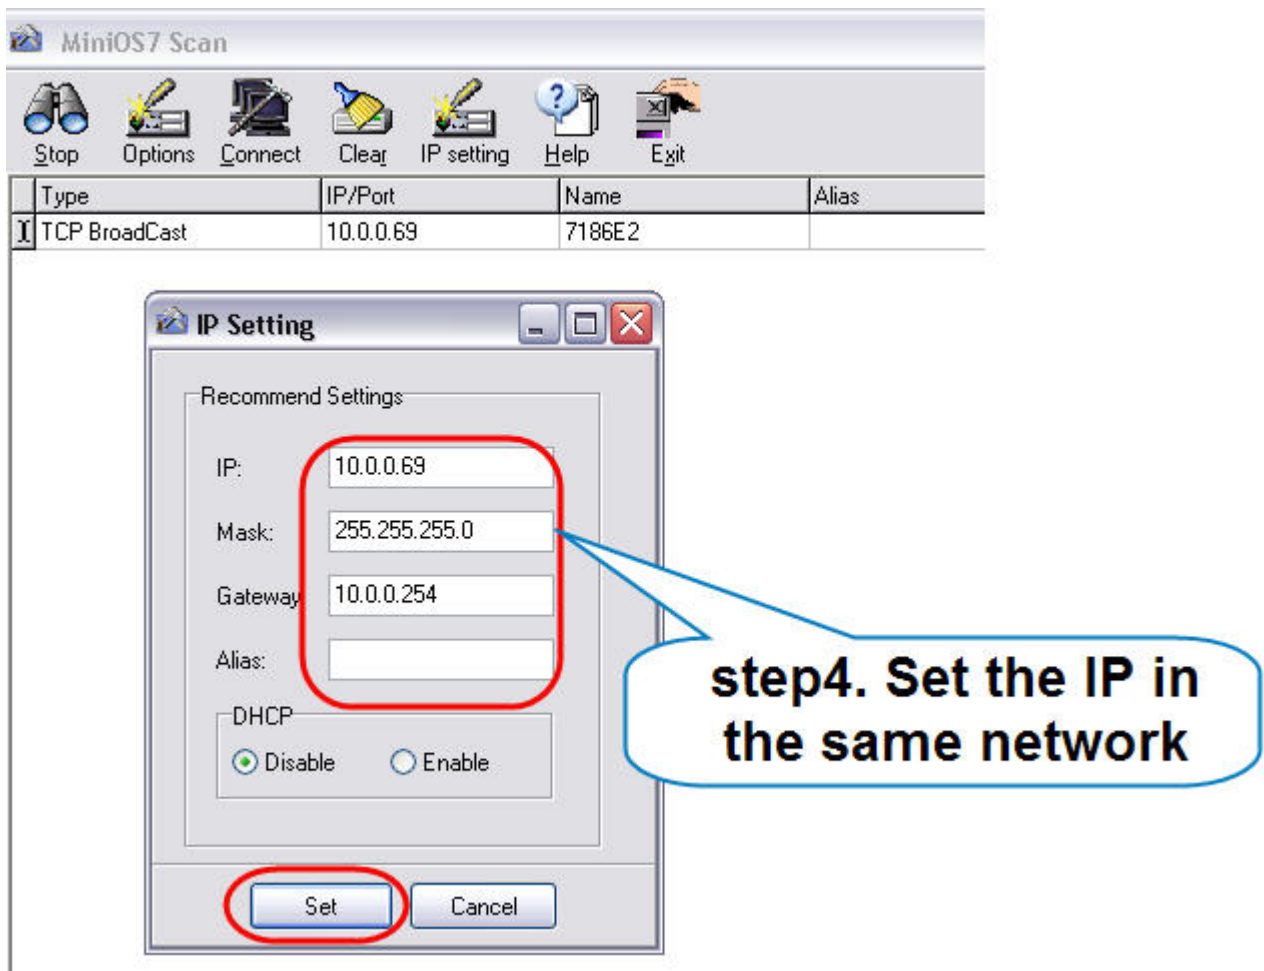 MiniOS7 Scan
Stop Options Connect Clear IP setting Help Exit
Type IP/Port Name Alias
TCP BroadCast 10.0.0.69 7186E2
IP Setting
Recommend Settings
IP: 10.0.0.69
Mask: 255.255.255.0
Gateway 10.0.0.254
Alias:
DHCP
Disable Enable
Set Cancel
step4. Set the IP in
the same network